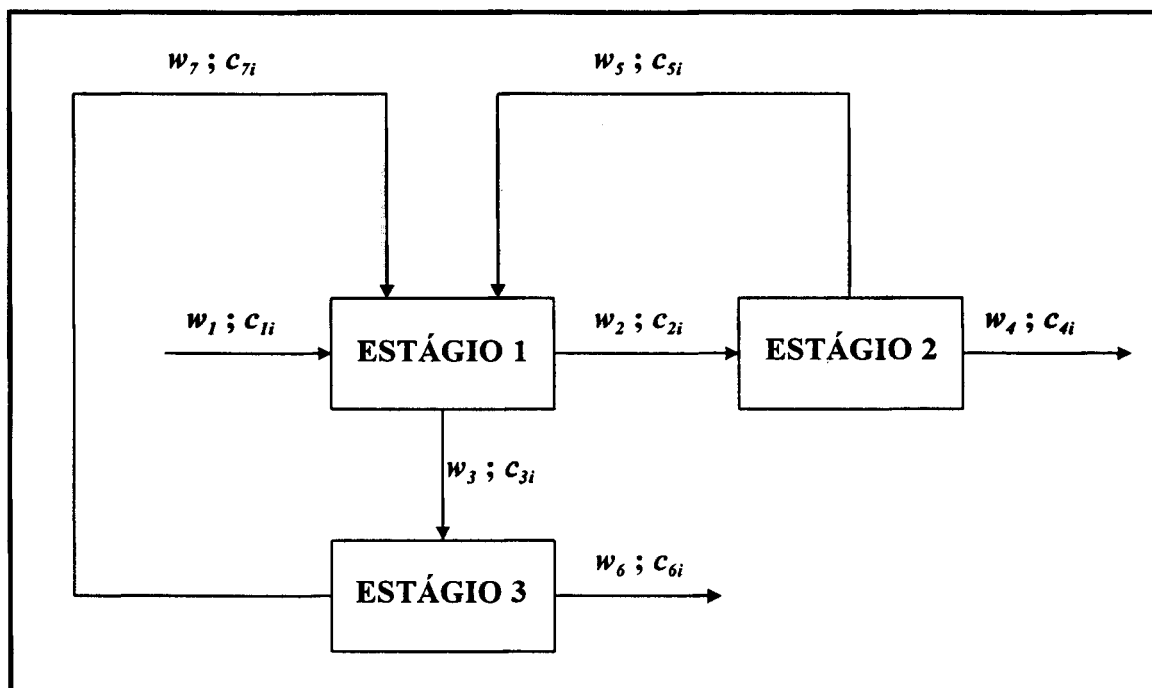 w₇ ; c₇ᵢ
w₅ ; c₅ᵢ
w₁ ; c₁ᵢ
ESTÁGIO 1
w₂ ; c₂ᵢ
ESTÁGIO 2
w₄ ; c₄ᵢ
w₃ ; c₃ᵢ
ESTÁGIO 3
w₆ ; c₆ᵢ